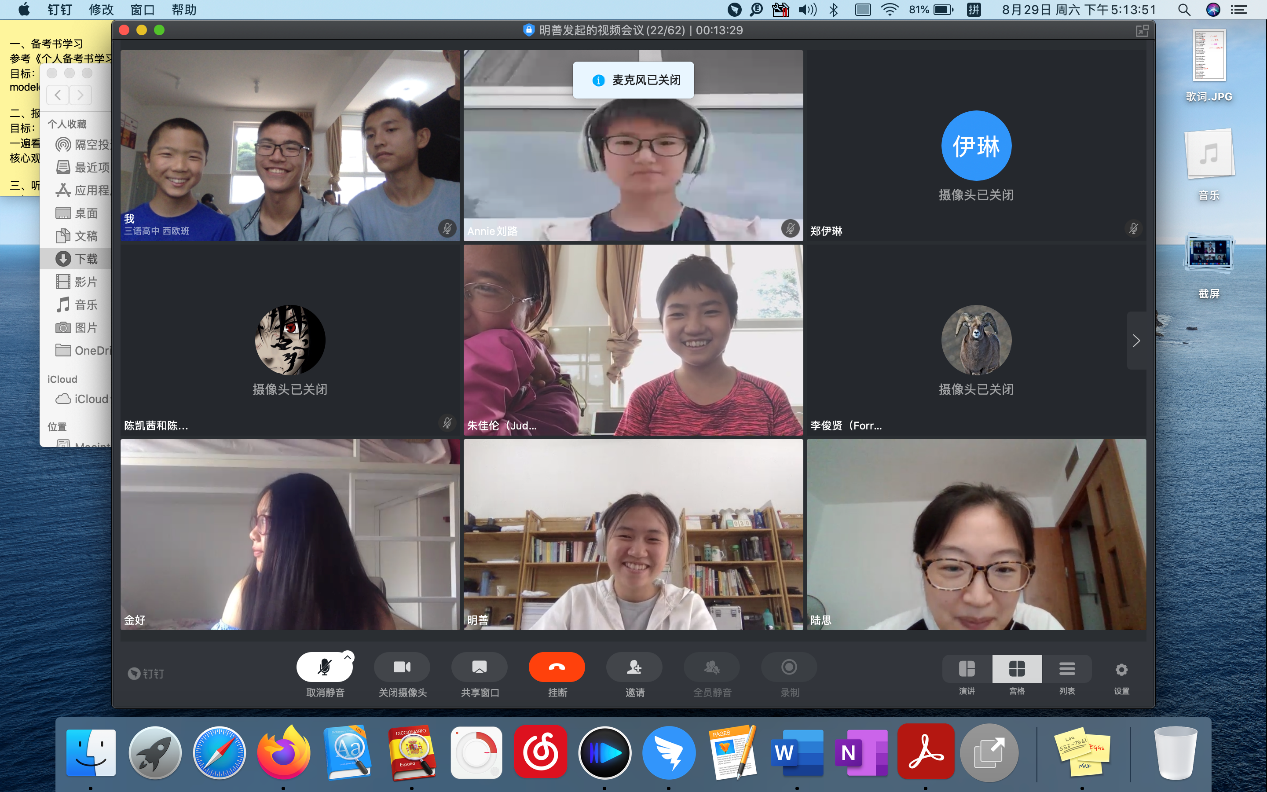 钉钉 修改 窗口 帮助
81% 拼 8月29日 周六 下午5:13:51
一、备考书学习
参考《个人备考书学习
目标:
model
二、报
目标:
一遍看
核心观
三、听
个人收藏
隔空投
最近项
应用程
桌面
文稿
下载
影片
音乐
图片
OneDri
iCloud
iCloud
位置
Macint
明善发起的视频会议(22/62) | 00:13:29
麦克风已关闭
我
三语高中 西欧班
Annie刘璐
伊琳
摄像头已关闭
郑伊琳
摄像头已关闭
陈凯茜和陈...
朱佳伦（Jud...
摄像头已关闭
李俊贤（Forr...
金好
明善
陆思
钉钉
取消静音
关闭摄像头
共享窗口
挂断
邀请
全员静音
录制
演讲
宫格
列表
设置
歌词.JPG
音乐
截屏